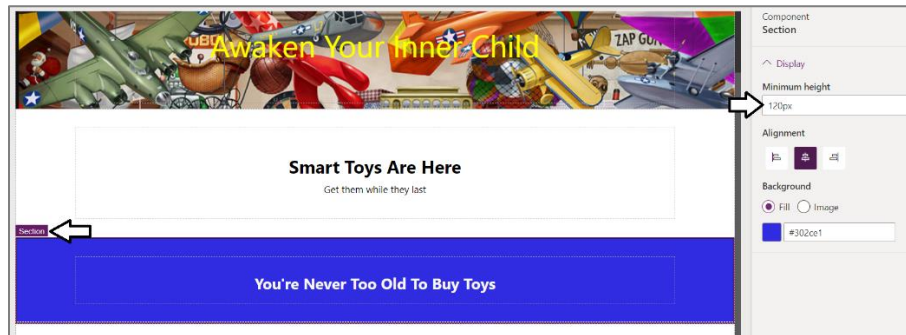 Awaken Your Inner Child
ZAP GUN
Smart Toys Are Here
Get them while they last
Section
You're Never Too Old To Buy Toys
Component
Section
Display
Minimum height
120px
Alignment
Background
Fill Image
#302ce1